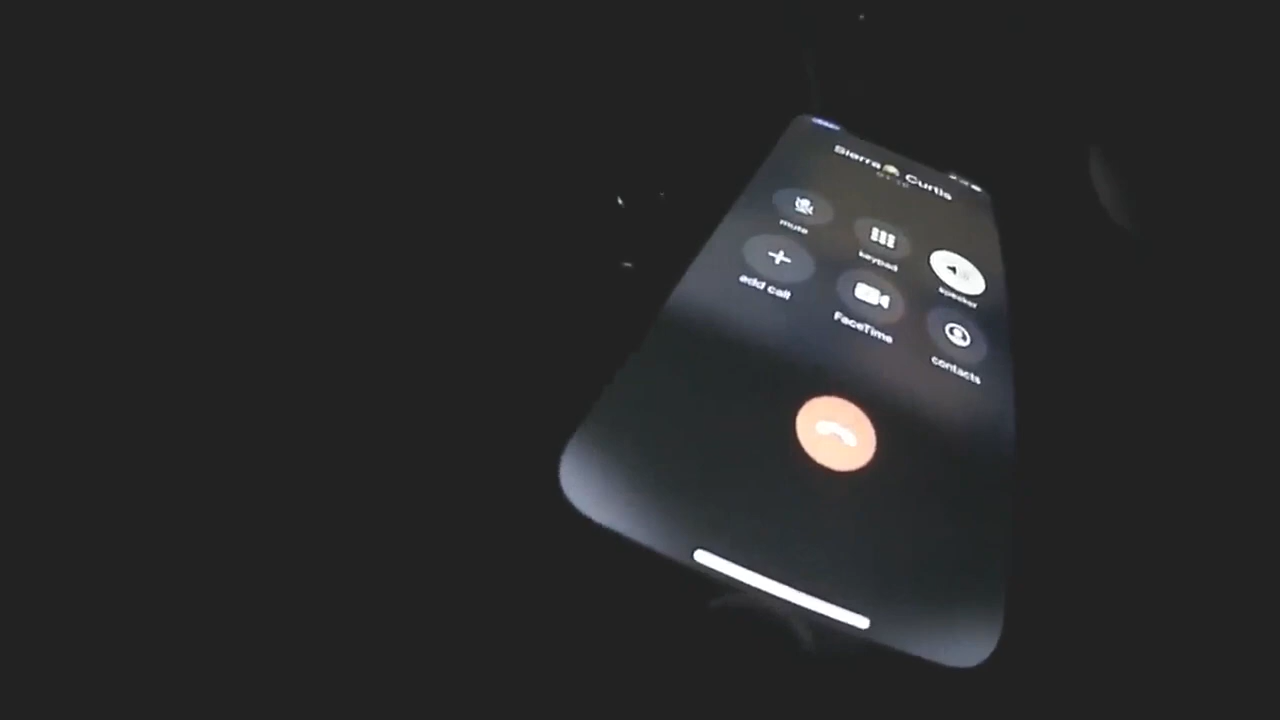 Sierra Curtis
mute
keypad
speaker
add call
FaceTime
contacts